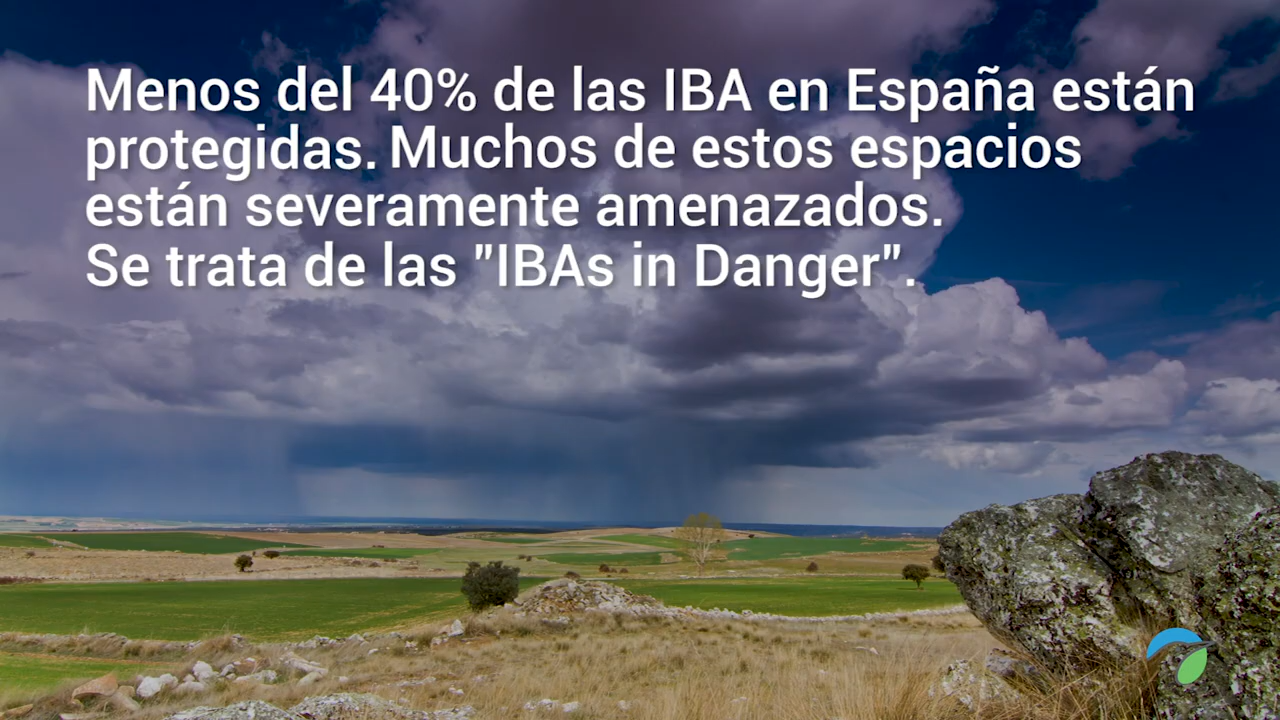 Menos del 40% de las IBA en España están
protegidas. Muchos de estos espacios
están severamente amenazados.
Se trata de las "IBAs in Danger".